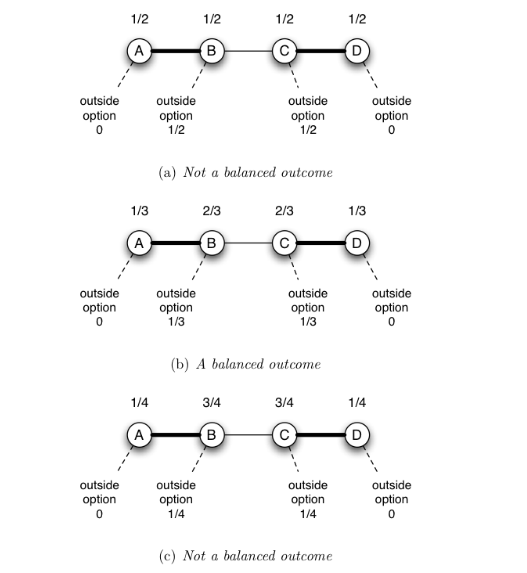 1/2 1/2 1/2 1/2
A B C D
outside outside outside outside
option option option option
0 1/2 1/2 0
(a) Not a balanced outcome
1/3 2/3 2/3 1/3
A B C D
outside outside outside outside
option option option option
0 1/3 1/3 0
(b) A balanced outcome
1/4 3/4 3/4 1/4
A B C D
outside outside outside outside
option option option option
0 1/4 1/4 0
(c) Not a balanced outcome